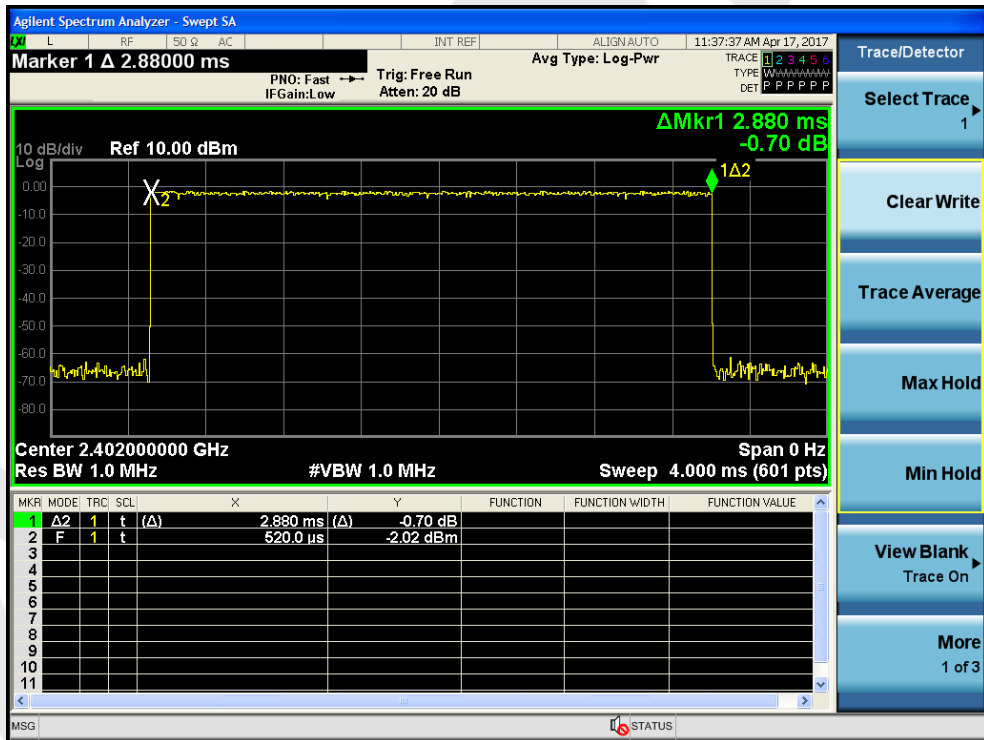 Agilent Spectrum Analyzer - Swept SA
LXI L RF 50 Ω AC INT REF ALIGN AUTO 11:37:37 AM Apr 17, 2017
Marker 1 Δ 2.88000 ms
PNO: Fast
IFGain:Low
Trig: Free Run
Atten: 20 dB
Avg Type: Log-Pwr
TRACE 1 2 3 4 5 6
TYPE WWWWWW
DET P P P P P P
ΔMkr1 2.880 ms
-0.70 dB
10 dB/div Ref 10.00 dBm
Log
0.00
-10.0
-20.0
-30.0
-40.0
-50.0
-60.0
-70.0
-80.0
X2
1Δ2
Center 2.402000000 GHz Span 0 Hz
Res BW 1.0 MHz #VBW 1.0 MHz Sweep 4.000 ms (601 pts)
MKR MODE TRC SCL X Y FUNCTION FUNCTION WIDTH FUNCTION VALUE
1 Δ2 1 t (Δ) 2.880 ms (Δ) -0.70 dB
2 F 1 t 520.0 µs -2.02 dBm
3
4
5
6
7
8
9
10
11
MSG STATUS
Trace/Detector
Select Trace
1
Clear Write
Trace Average
Max Hold
Min Hold
View Blank
Trace On
More
1 of 3